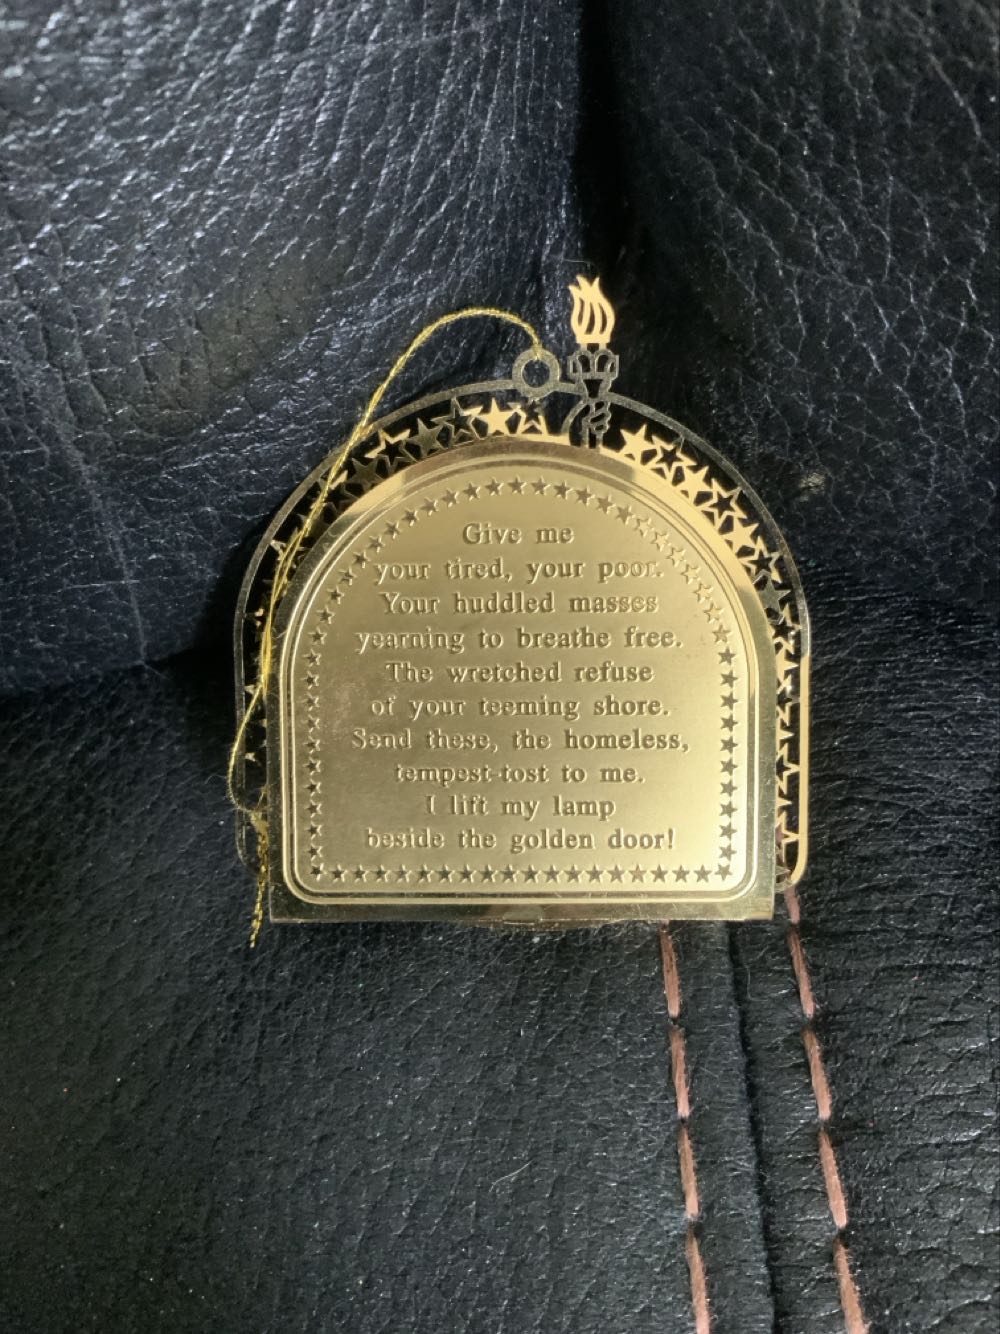 Give me
your tired, your poor.
Your huddled masses
yearning to breathe free.
The wretched refuse
of your teeming shore.
Send these, the homeless,
tempest-tost to me.
I lift my lamp
beside the golden door!